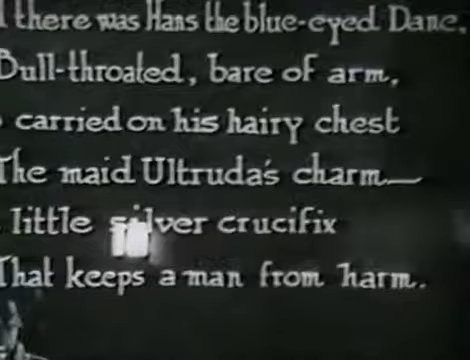 there was Hans the blue-eyed Dane,
Bull-throated, bare of arm,
carried on his hairy chest
The maid Ultruda's charm—
little silver crucifix
That keeps a man from harm.